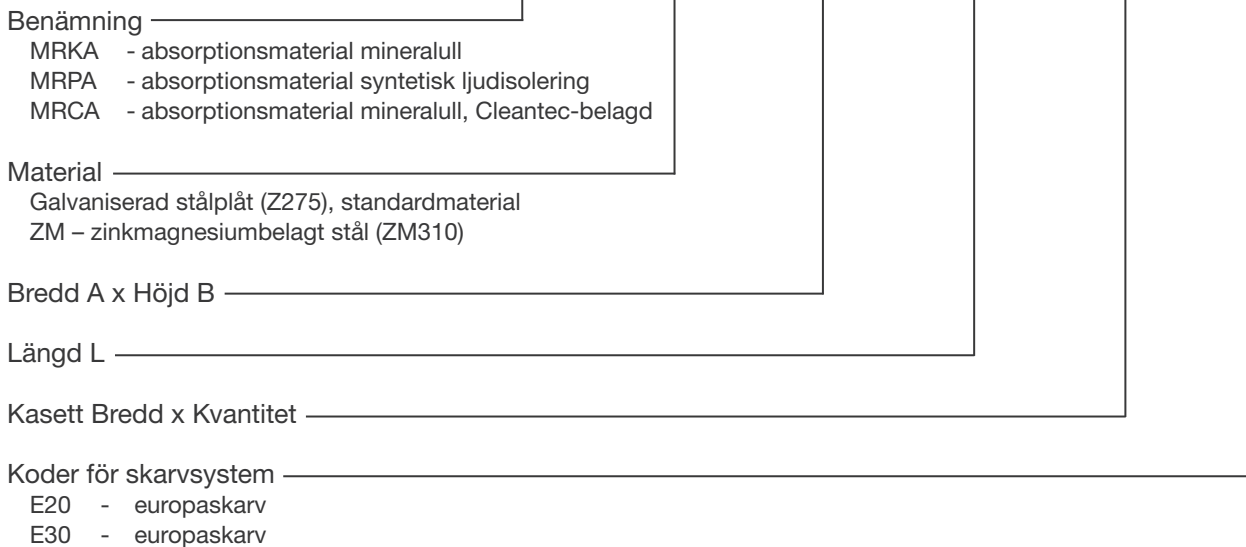 Benämning
MRKA - absorptionsmaterial mineralull
MRPA - absorptionsmaterial syntetisk ljudisolering
MRCA - absorptionsmaterial mineralull, Cleantec-belagd
Material
Galvaniserad stålplåt (Z275), standardmaterial
ZM – zinkmagnesiumbelagt stål (ZM310)
Bredd A x Höjd B
Längd L
Kasett Bredd x Kvantitet
Koder för skarvsystem
E20 - europaskarv
E30 - europaskarv